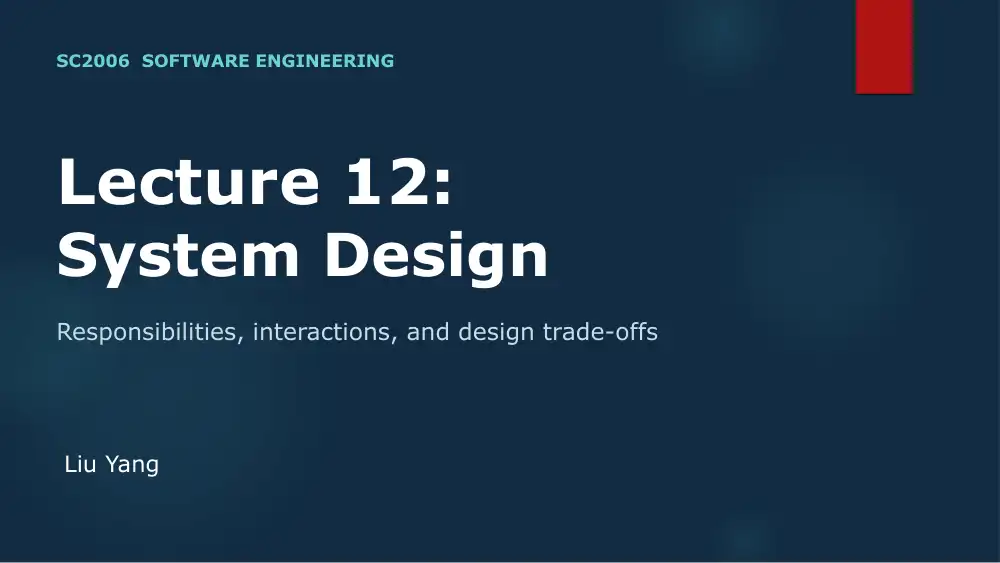 SC2006 SOFTWARE ENGINEERING
Lecture 12:
System Design
Responsibilities, interactions, and design trade-offs
Liu Yang